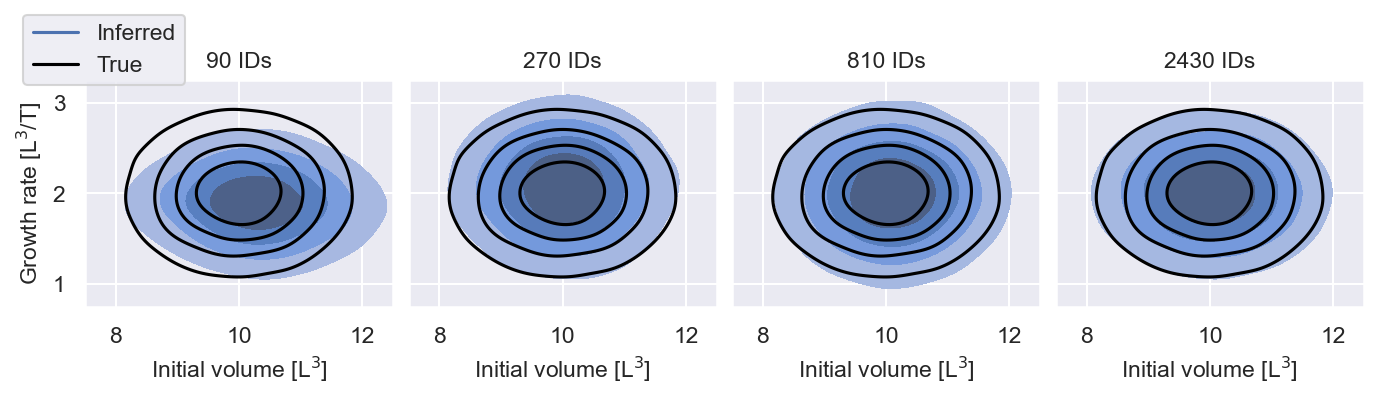 Inferred
True
90 IDs
270 IDs
810 IDs
2430 IDs
Growth rate [L³/T]
3
2
1
8 10 12
8 10 12
8 10 12
8 10 12
Initial volume [L³]
Initial volume [L³]
Initial volume [L³]
Initial volume [L³]